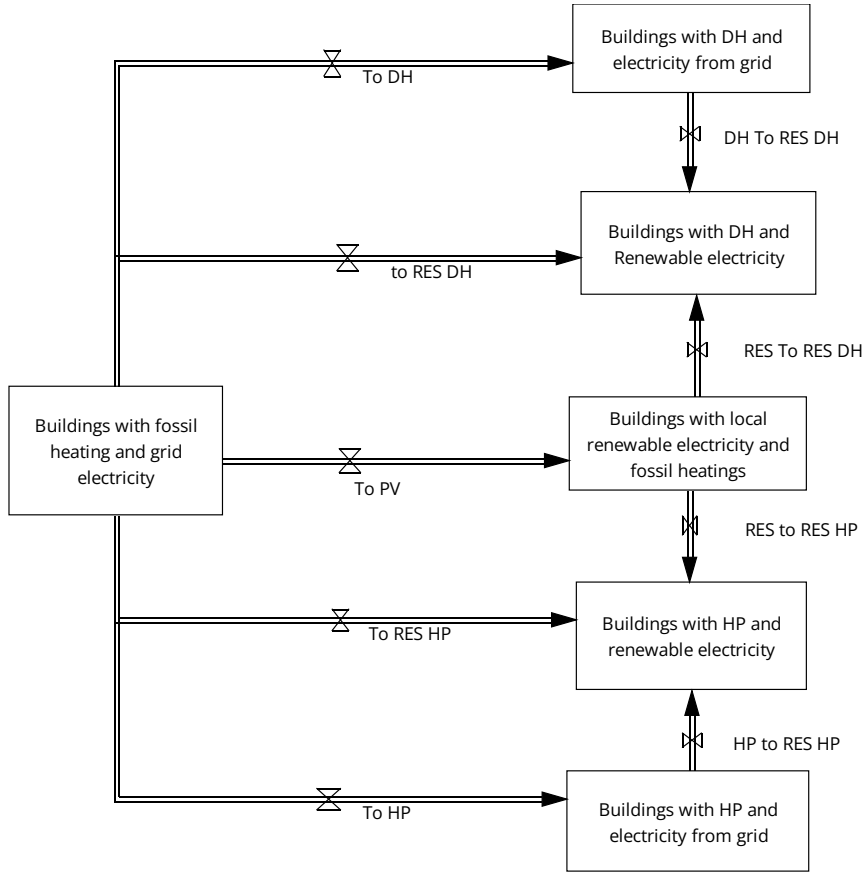 Buildings with DH and
electricity from grid
To DH
DH To RES DH
Buildings with DH and
Renewable electricity
to RES DH
RES To RES DH
Buildings with fossil
heating and grid
electricity
Buildings with local
renewable electricity and
fossil heatings
To PV
RES to RES HP
Buildings with HP and
renewable electricity
To RES HP
HP to RES HP
Buildings with HP and
electricity from grid
To HP